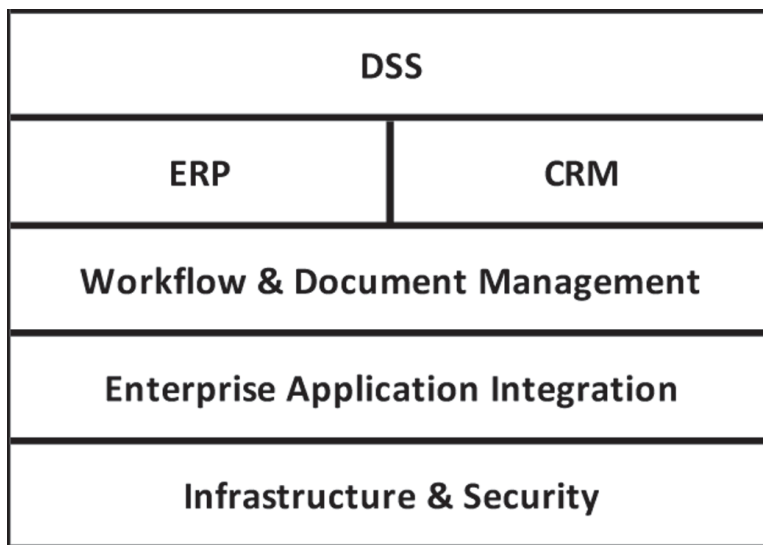 DSS
ERP CRM
Workflow & Document Management
Enterprise Application Integration
Infrastructure & Security